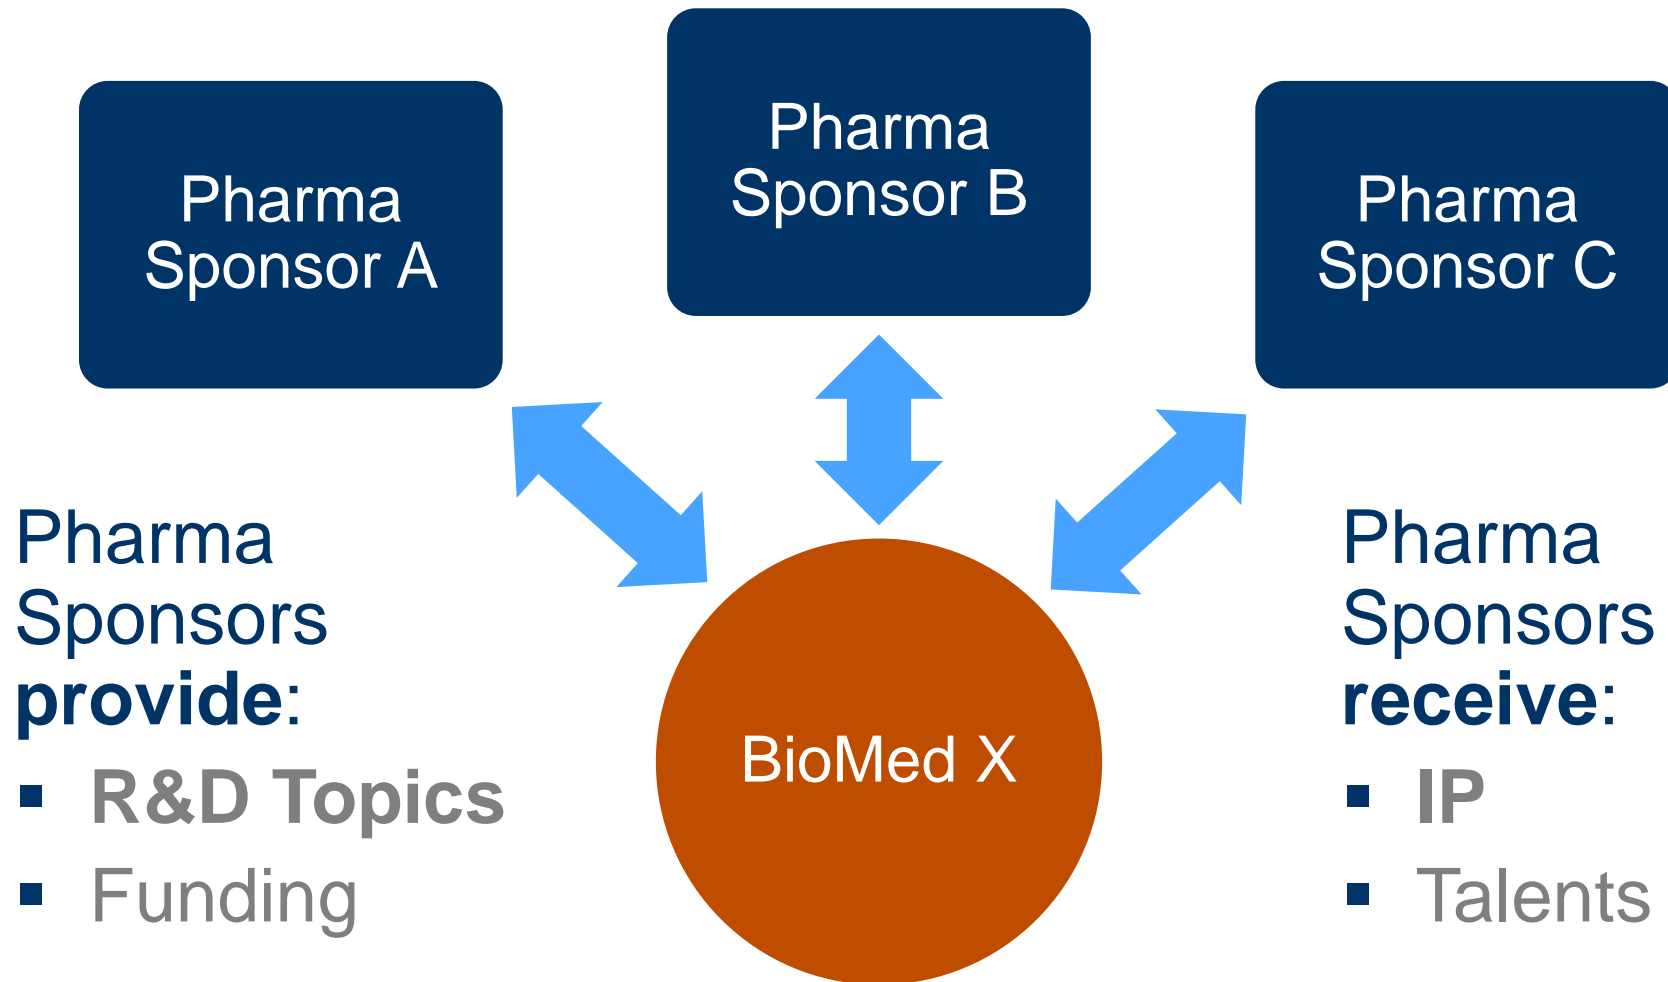 Pharma
Sponsor A
Pharma
Sponsor B
Pharma
Sponsor C
Pharma
Sponsors
provide:
▪ R&D Topics
▪ Funding
BioMed X
Pharma
Sponsors
receive:
▪ IP
▪ Talents